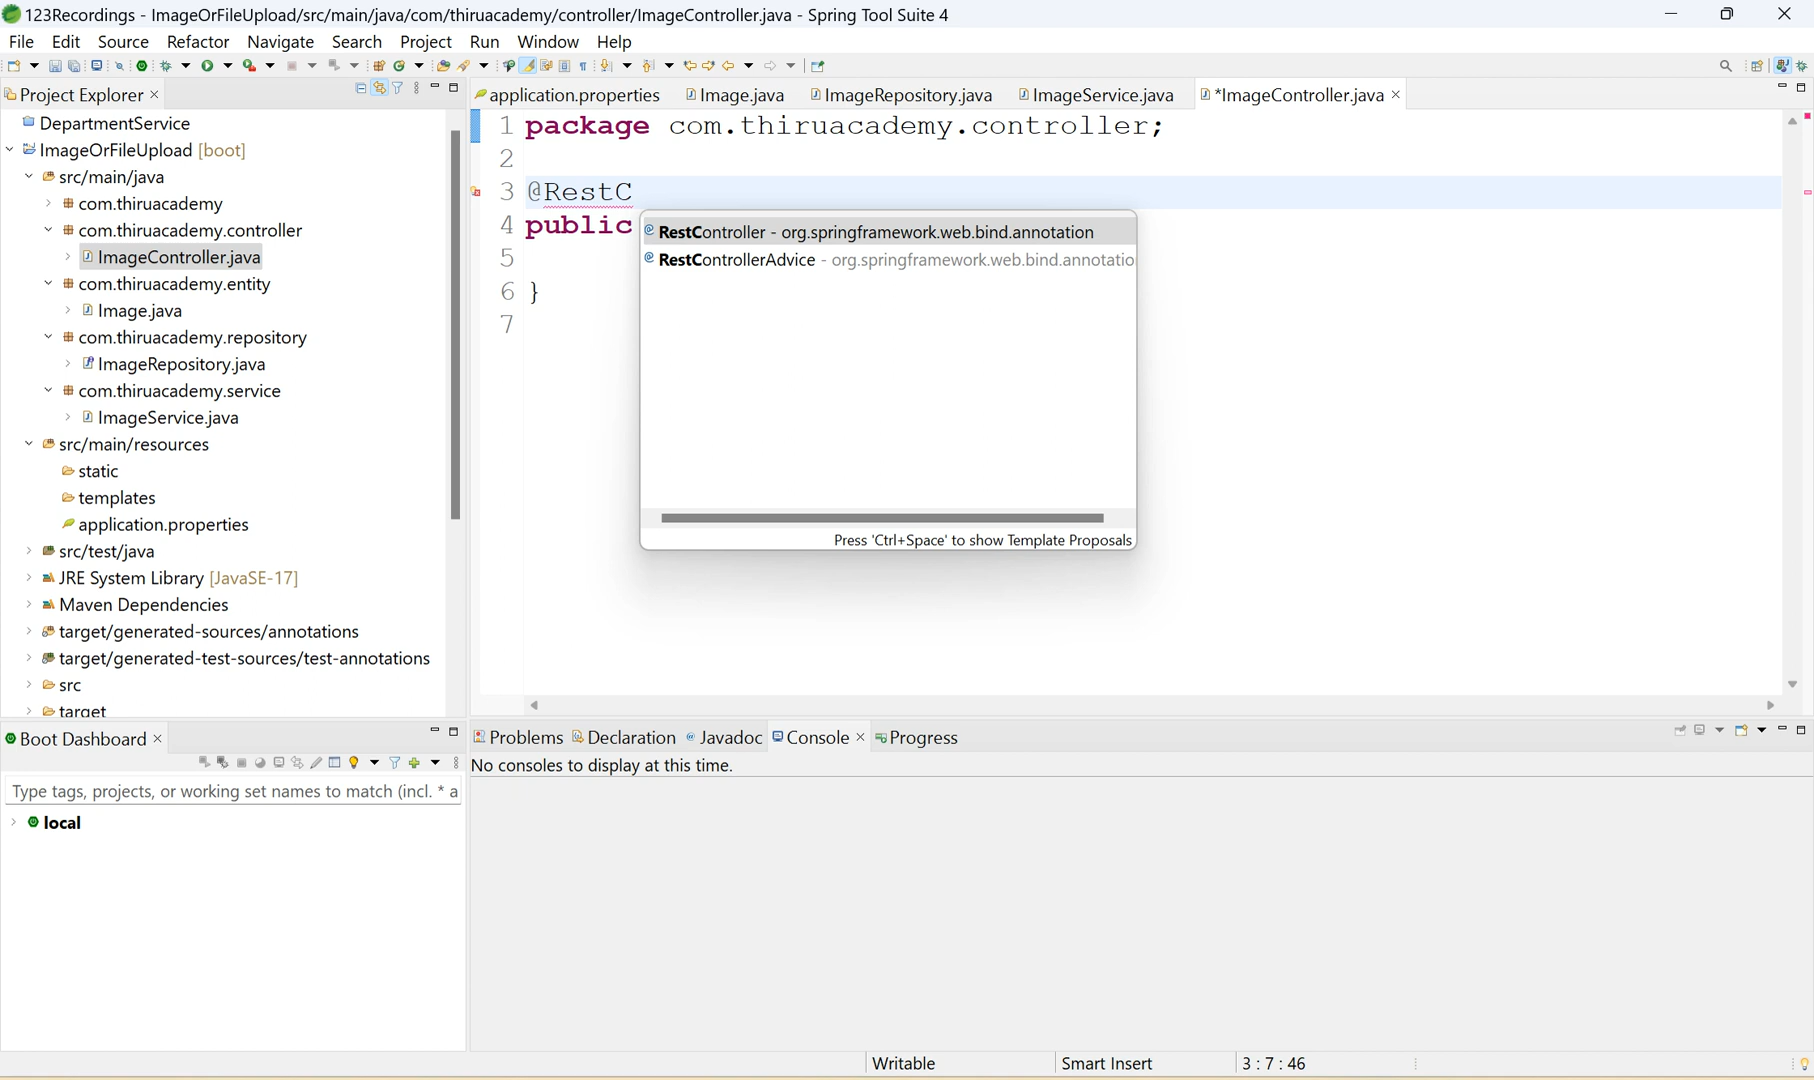 123Recordings - ImageOrFileUpload/src/main/java/com/thiruacademy/controller/ImageController.java - Spring Tool Suite 4
File Edit Source Refactor Navigate Search Project Run Window Help
Project Explorer
DepartmentService
ImageOrFileUpload [boot]
src/main/java
com.thiruacademy
com.thiruacademy.controller
ImageController.java
com.thiruacademy.entity
Image.java
com.thiruacademy.repository
ImageRepository.java
com.thiruacademy.service
ImageService.java
src/main/resources
static
templates
application.properties
src/test/java
JRE System Library [JavaSE-17]
Maven Dependencies
target/generated-sources/annotations
target/generated-test-sources/test-annotations
src
target
application.properties Image.java ImageRepository.java ImageService.java *ImageController.java
1 package com.thiruacademy.controller;
2
3 @RestC
4 public
5
6 }
7
RestController - org.springframework.web.bind.annotation
RestControllerAdvice - org.springframework.web.bind.annotatio
Press 'Ctrl+Space' to show Template Proposals
Boot Dashboard
Type tags, projects, or working set names to match (incl. * a
local
Problems Declaration Javadoc Console Progress
No consoles to display at this time.
Writable Smart Insert 3 : 7 : 46